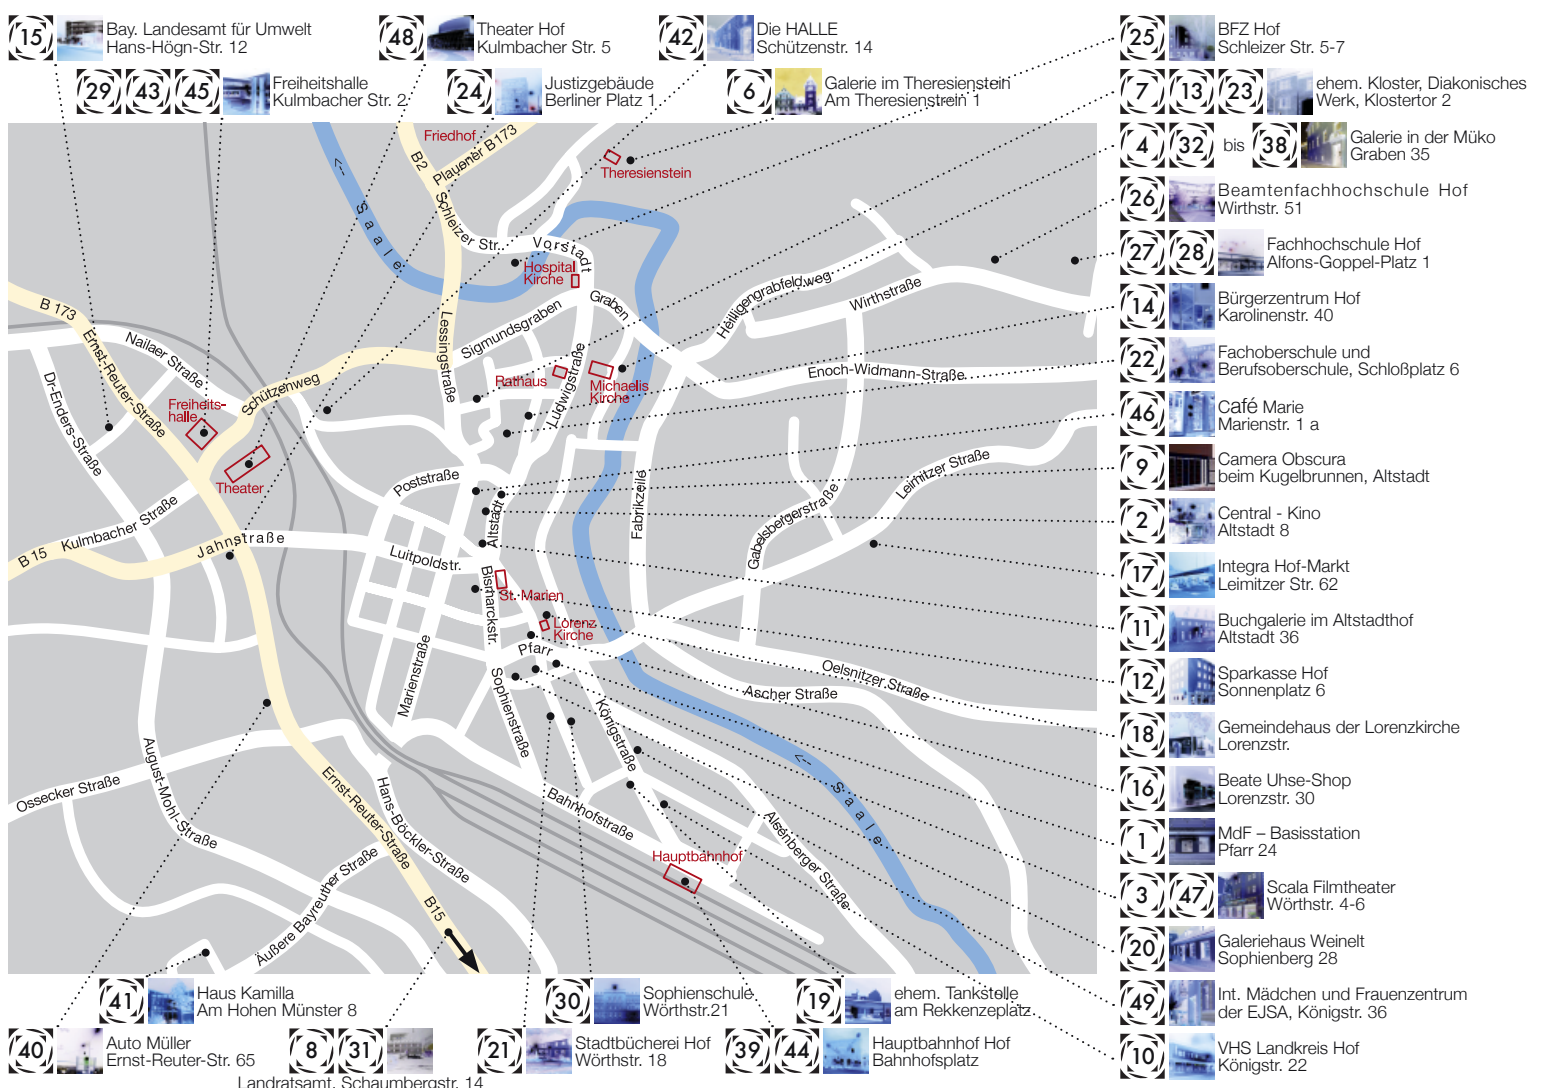 15 Bay. Landesamt für Umwelt
Hans-Högn-Str. 12
48 Theater Hof
Kulmbacher Str. 5
42 Die HALLE
Schützenstr. 14
29 43 45 Freiheitshalle
Kulmbacher Str. 2
24 Justizgebäude
Berliner Platz 1
6 Galerie im Theresienstein
Am Theresienstrein 1
25 BFZ Hof
Schleizer Str. 5-7
7 13 23 ehem. Kloster, Diakonisches
Werk, Klostertor 2
4 32 bis 38 Galerie in der Müko
Graben 35
26 Beamtenfachhochschule Hof
Wirthstr. 51
27 28 Fachhochschule Hof
Alfons-Goppel-Platz 1
14 Bürgerzentrum Hof
Karolinenstr. 40
22 Fachoberschule und
Berufsoberschule, Schloßplatz 6
46 Café Marie
Marienstr. 1 a
9 Camera Obscura
beim Kugelbrunnen, Altstadt
2 Central - Kino
Altstadt 8
17 Integra Hof-Markt
Leimitzer Str. 62
11 Buchgalerie im Altstadthof
Altstadt 36
12 Sparkasse Hof
Sonnenplatz 6
18 Gemeindehaus der Lorenzkirche
Lorenzstr.
16 Beate Uhse-Shop
Lorenzstr. 30
1 MdF – Basisstation
Pfarr 24
3 47 Scala Filmtheater
Wörthstr. 4-6
20 Galeriehaus Weinelt
Sophienberg 28
49 Int. Mädchen und Frauenzentrum
der EJSA, Königstr. 36
10 VHS Landkreis Hof
Königstr. 22
Friedhof
B2
Plauener B173
Theresienstein
<-- Saale
Schleizer Str.
Vorstadt
Hospital
Kirche
Graben
Heiligengrabfeldweg
Wirthstraße
B 173
Ernst-Reuter-Straße
Nailaer Straße
Dr-Enders-Straße
Lessingstraße
Sigmundsgraben
Ludwigstraße
Rathaus
Michaelis
Kirche
Enoch-Widmann-Straße
Schützenweg
Freiheits-
halle
Theater
Poststraße
Altstadt
Fabrikzeile
Gabelsbergerstraße
Leimitzer Straße
B 15
Kulmbacher Straße
Jahnstraße
Luitpoldstr.
Bismarckstr.
St. Marien
Lorenz
Kirche
Pfarr
Marienstraße
Sophienstraße
Königstraße
Oelsnitzer Straße
Ascher Straße
<-- Saale
Ossecker Straße
August-Mohl-Straße
Ernst-Reuter-Straße
Hans-Böckler-Straße
Bahnhofstraße
Alsenberger Straße
Hauptbahnhof
Äußere Bayreuther Straße
B15
41 Haus Kamilla
Am Hohen Münster 8
30 Sophienschule
Wörthstr.21
19 ehem. Tankstelle
am Rekkenzeplatz
40 Auto Müller
Ernst-Reuter-Str. 65
8 31
Landratsamt, Schaumbergstr. 14
21 Stadtbücherei Hof
Wörthstr. 18
39 44 Hauptbahnhof Hof
Bahnhofsplatz